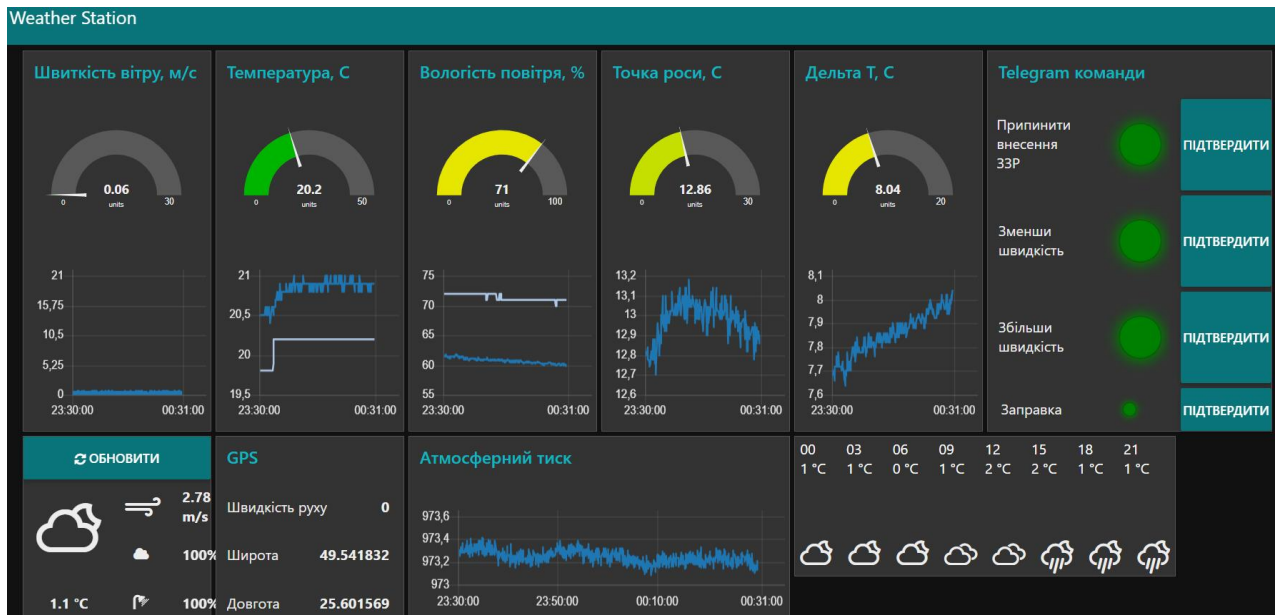 Weather Station
Швиткість вітру, м/с
0.06
0
units
30
21
15,75
10,5
5,25
0
23:30:00
00:31:00
Температура, С
20.2
0
units
50
21
20,5
20
19,5
23:30:00
00:31:00
Вологість повітря, %
71
0
units
100
75
70
65
60
55
23:30:00
00:31:00
Точка роси, С
12.86
0
units
30
13,2
13,1
13
12,9
12,8
12,7
12,6
23:30:00
00:31:00
Дельта Т, С
8.04
0
units
20
8,1
8
7,9
7,8
7,7
7,6
23:30:00
00:31:00
Telegram команди
Припинити
внесення
ЗЗР
ПІДТВЕРДИТИ
Зменши
швидкість
ПІДТВЕРДИТИ
Збільши
швидкість
ПІДТВЕРДИТИ
Заправка
ПІДТВЕРДИТИ
ОБНОВИТИ
2.78
m/s
100%
1.1 °C
100%
GPS
Швидкість руху 0
Широта 49.541832
Довгота 25.601569
Атмосферний тиск
973,6
973,4
973,2
973
23:30:00
23:50:00
00:10:00
00:31:00
00 03 06 09 12 15 18 21
1 °C 1 °C 0 °C 1 °C 2 °C 2 °C 1 °C 1 °C